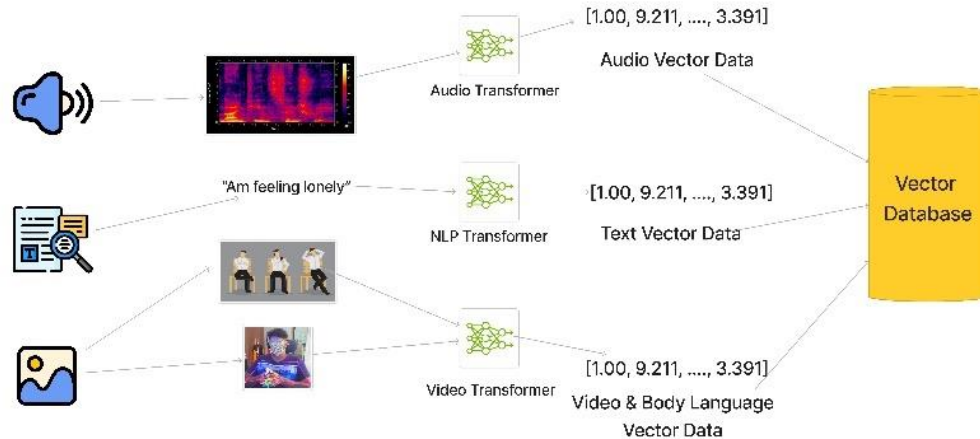 [1.00, 9.211, ...., 3.391]
Audio Transformer
Audio Vector Data
"Am feeling lonely"
NLP Transformer
[1.00, 9.211, ...., 3.391]
Text Vector Data
Vector
Database
Video Transformer
[1.00, 9.211, ...., 3.391]
Video & Body Language
Vector Data
T